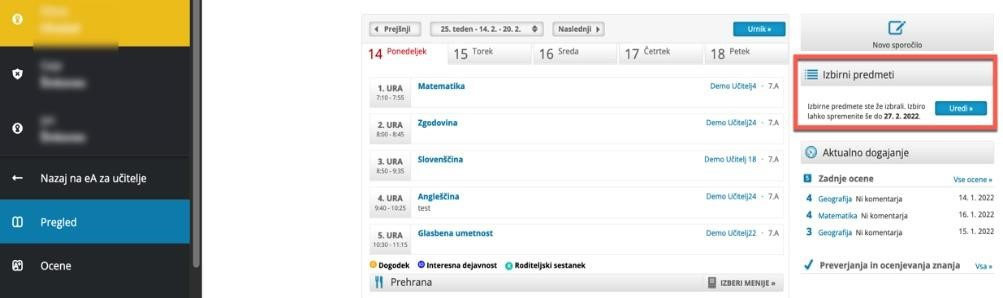 Nazaj na eA za učitelje
Pregled
Ocene
Prejšnji
25. teden - 14. 2. - 20. 2.
Naslednji
Urnik »
14 Ponedeljek
15 Torek
16 Sreda
17 Četrtek
18 Petek
1. URA
7:10 - 7:55
Matematika
Demo Učitelj4 · 7.A
2. URA
8:00 - 8:45
Zgodovina
Demo Učitelj24 · 7.A
3. URA
8:50 - 9:35
Slovenščina
Demo Učitelj 18 · 7.A
4. URA
9:40 - 10:25
Angleščina
test
Demo Učitelj24 · 7.A
5. URA
10:30 - 11:15
Glasbena umetnost
Demo Učitelj22 · 7.A
Dogodek
Interesna dejavnost
Roditeljski sestanek
Prehrana
IZBERI MENIJE »
Novo sporočilo
Izbirni predmeti
Izbirne predmete ste že izbrali. Izbiro
lahko spremenite še do 27. 2. 2022.
Uredi »
Aktualno dogajanje
5 Zadnje ocene
Vse ocene »
4 Geografija Ni komentarja 14. 1. 2022
4 Matematika Ni komentarja 16. 1. 2022
3 Geografija Ni komentarja 15. 1. 2022
Preverjanja in ocenjevanja znanja
Vsa »